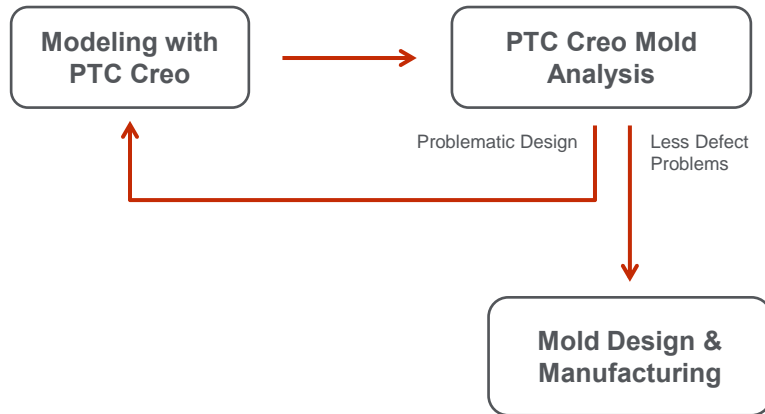 Modeling with
PTC Creo
PTC Creo Mold
Analysis
Problematic Design
Less Defect
Problems
Mold Design &
Manufacturing